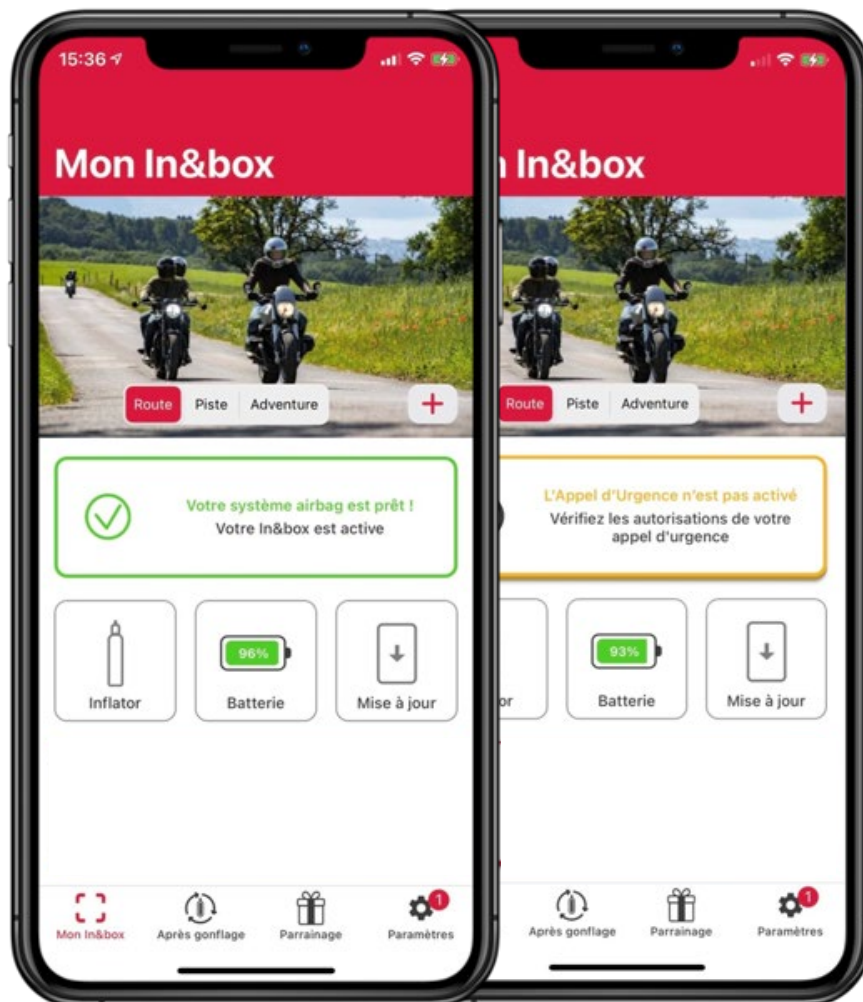 15:36
Mon In&box
Route Piste Adventure
Votre système airbag est prêt !
Votre In&box est active
96%
Inflator Batterie Mise à jour
1
Mon In&box Après gonflage Parrainage Paramètres
In&box
Route Piste Adventure
L'Appel d'Urgence n'est pas activé
Vérifiez les autorisations de votre
appel d'urgence
93%
or Batterie Mise à jour
1
Après gonflage Parrainage Paramètres